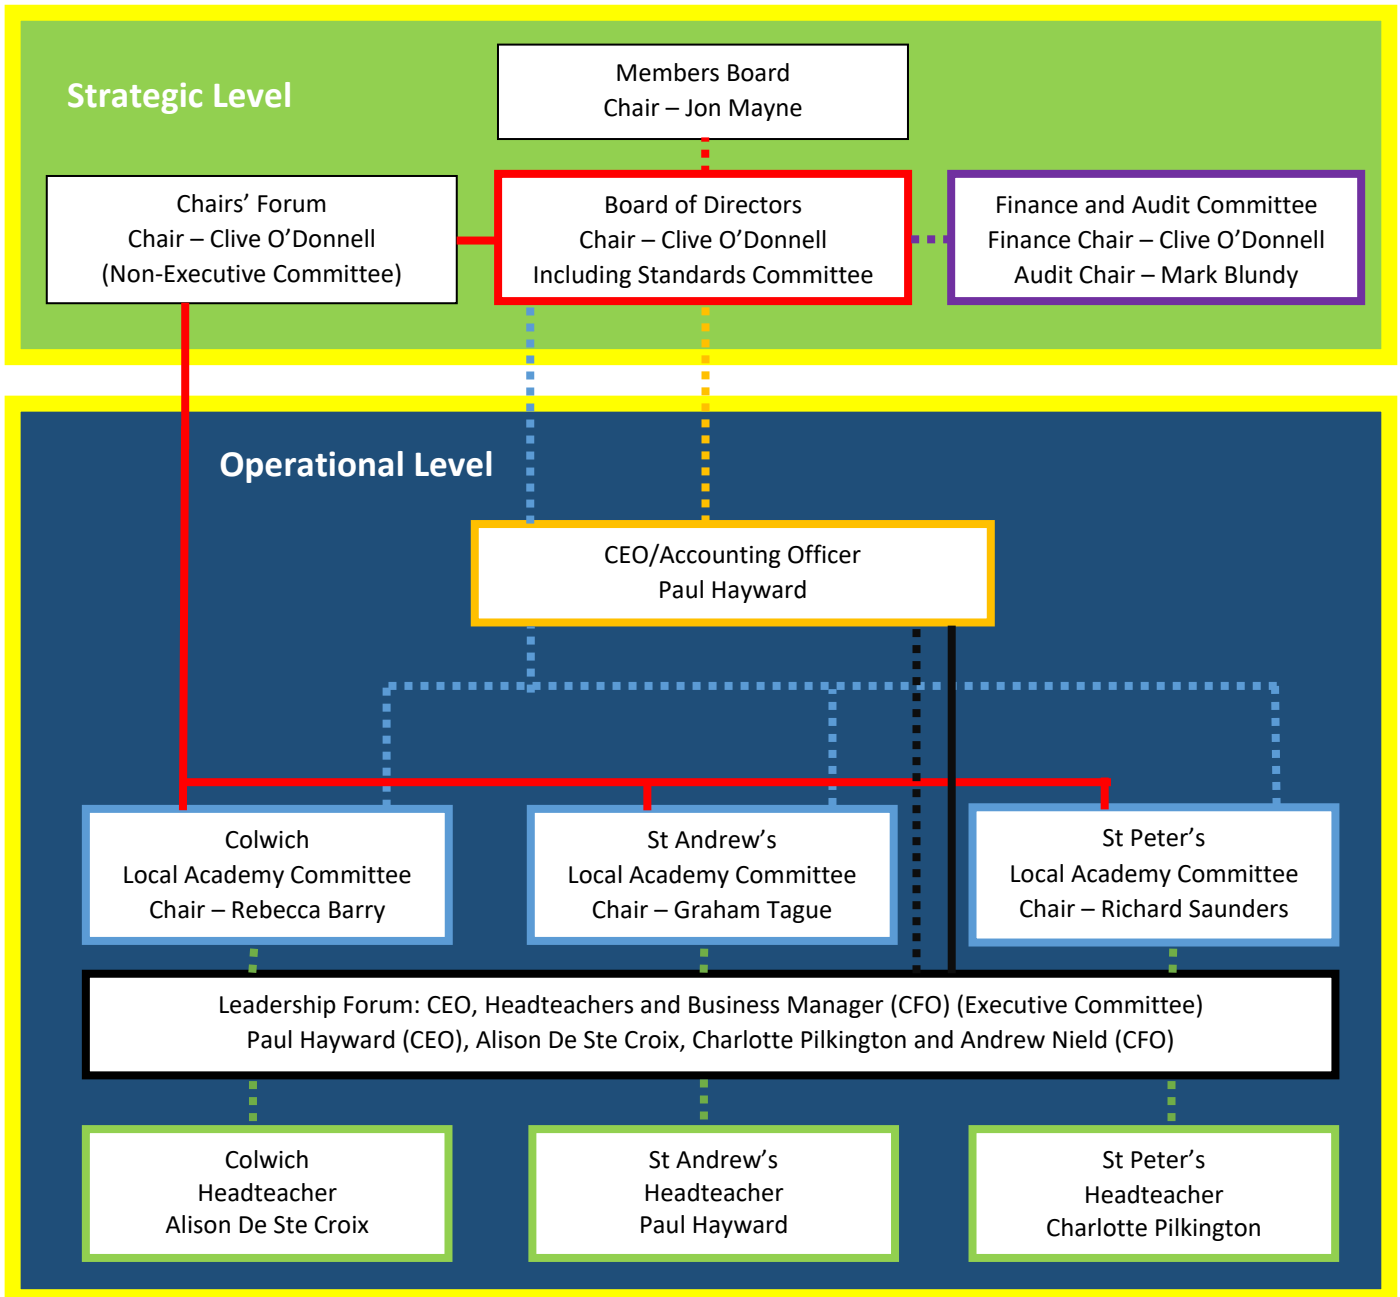 Strategic Level
Members Board
Chair – Jon Mayne
Chairs’ Forum
Chair – Clive O’Donnell
(Non-Executive Committee)
Board of Directors
Chair – Clive O’Donnell
Including Standards Committee
Finance and Audit Committee
Finance Chair – Clive O’Donnell
Audit Chair – Mark Blundy
Operational Level
CEO/Accounting Officer
Paul Hayward
Colwich
Local Academy Committee
Chair – Rebecca Barry
St Andrew’s
Local Academy Committee
Chair – Graham Tague
St Peter’s
Local Academy Committee
Chair – Richard Saunders
Leadership Forum: CEO, Headteachers and Business Manager (CFO) (Executive Committee)
Paul Hayward (CEO), Alison De Ste Croix, Charlotte Pilkington and Andrew Nield (CFO)
Colwich
Headteacher
Alison De Ste Croix
St Andrew’s
Headteacher
Paul Hayward
St Peter’s
Headteacher
Charlotte Pilkington